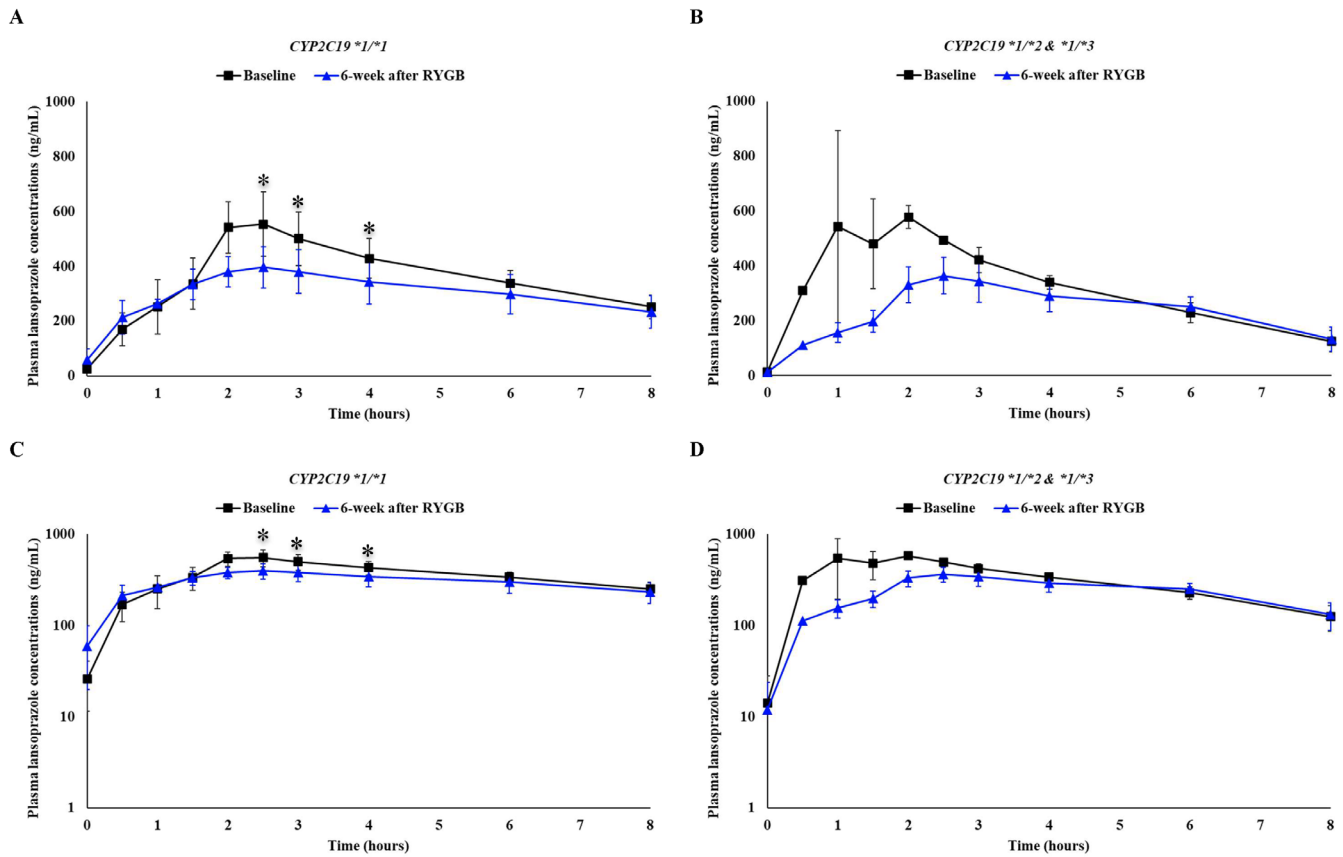 A
CYP2C19 *1/*1
Baseline 6-week after RYGB
Plasma lansoprazole concentrations (ng/mL)
1000
800
600
400
200
0
* * *
0 1 2 3 4 5 6 7 8
Time (hours)
B
CYP2C19 *1/*2 & *1/*3
Baseline 6-week after RYGB
Plasma lansoprazole concentrations (ng/mL)
1000
800
600
400
200
0
0 1 2 3 4 5 6 7 8
Time (hours)
C
CYP2C19 *1/*1
Baseline 6-week after RYGB
Plasma lansoprazole concentrations (ng/mL)
1000
100
10
1
* * *
0 1 2 3 4 5 6 7 8
Time (hours)
D
CYP2C19 *1/*2 & *1/*3
Baseline 6-week after RYGB
Plasma lansoprazole concentrations (ng/mL)
1000
100
10
1
0 1 2 3 4 5 6 7 8
Time (hours)